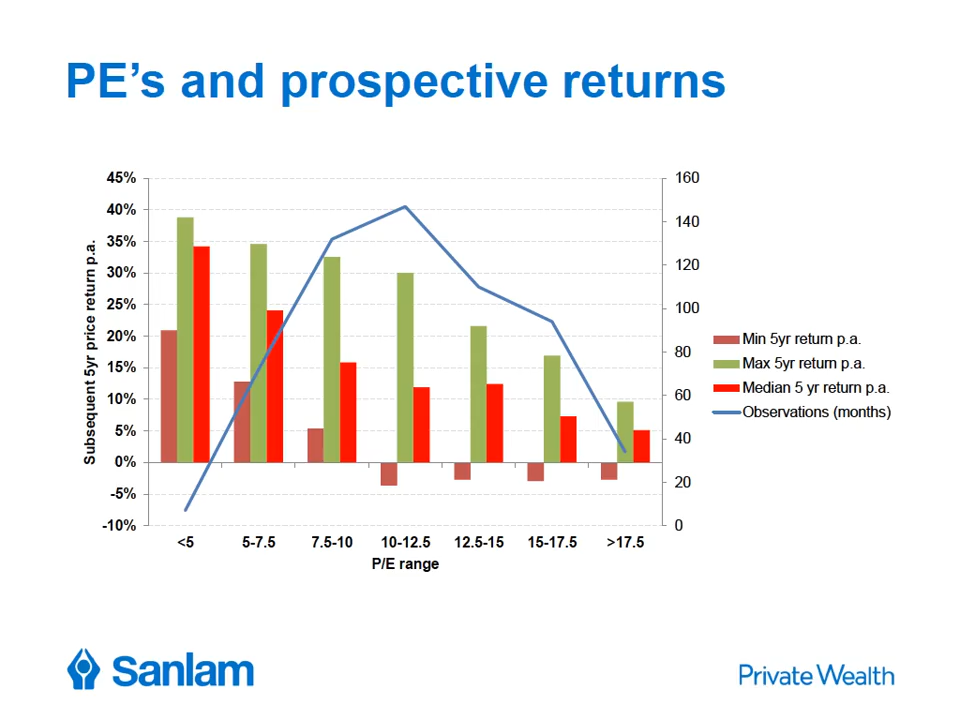 PE’s and prospective returns
Subsequent 5yr price return p.a.
45%
40%
35%
30%
25%
20%
15%
10%
5%
0%
-5%
-10%
160
140
120
100
80
60
40
20
0
<5 5-7.5 7.5-10 10-12.5 12.5-15 15-17.5 >17.5
P/E range
Min 5yr return p.a.
Max 5yr return p.a.
Median 5 yr return p.a.
Observations (months)
Sanlam
Private Wealth